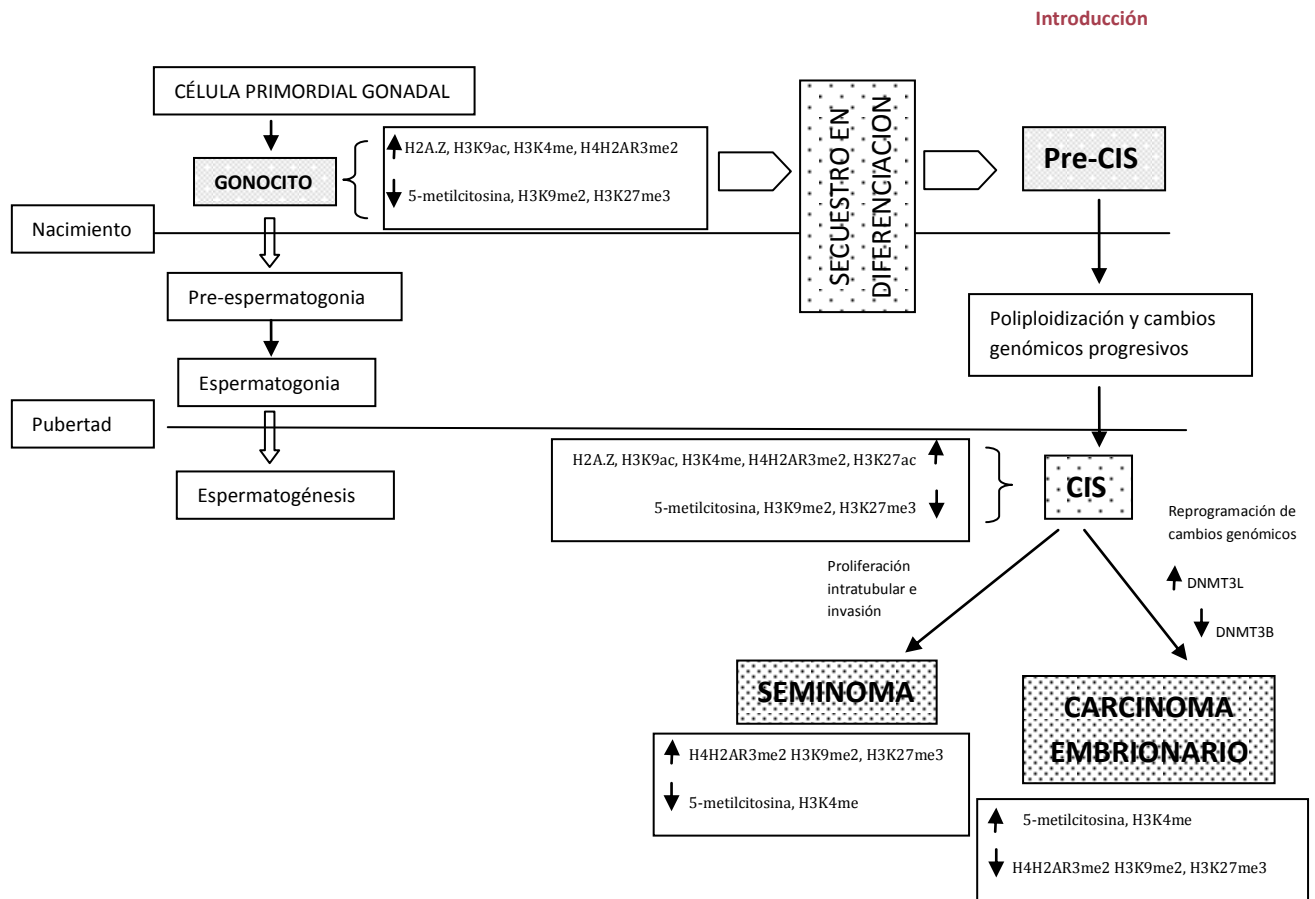 Introducción
CÉLULA PRIMORDIAL GONADAL
GONOCITO
H2A.Z, H3K9ac, H3K4me, H4H2AR3me2
5-metilcitosina, H3K9me2, H3K27me3
SECUESTRO EN
DIFERENCIACION
Pre-CIS
Nacimiento
Pre-espermatogonia
Poliploidización y cambios
genómicos progresivos
Espermatogonia
Pubertad
Espermatogénesis
H2A.Z, H3K9ac, H3K4me, H4H2AR3me2, H3K27ac
5-metilcitosina, H3K9me2, H3K27me3
CIS
Reprogramación de
cambios genómicos
DNMT3L
DNMT3B
Proliferación
intratubular e
invasión
SEMINOMA
H4H2AR3me2 H3K9me2, H3K27me3
5-metilcitosina, H3K4me
CARCINOMA
EMBRIONARIO
5-metilcitosina, H3K4me
H4H2AR3me2 H3K9me2, H3K27me3